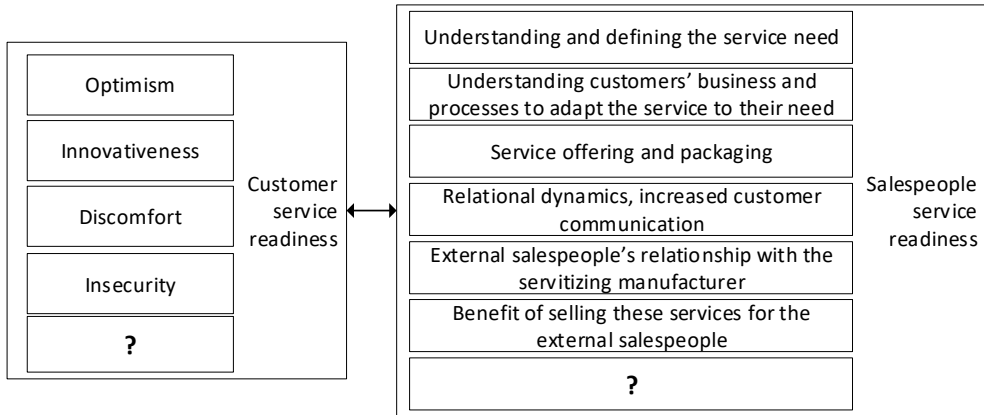 Optimism
Innovativeness
Discomfort
Insecurity
?
Customer
service
readiness
Understanding and defining the service need
Understanding customers' business and
processes to adapt the service to their need
Service offering and packaging
Relational dynamics, increased customer
communication
External salespeople's relationship with the
servitizing manufacturer
Benefit of selling these services for the
external salespeople
?
Salespeople
service
readiness